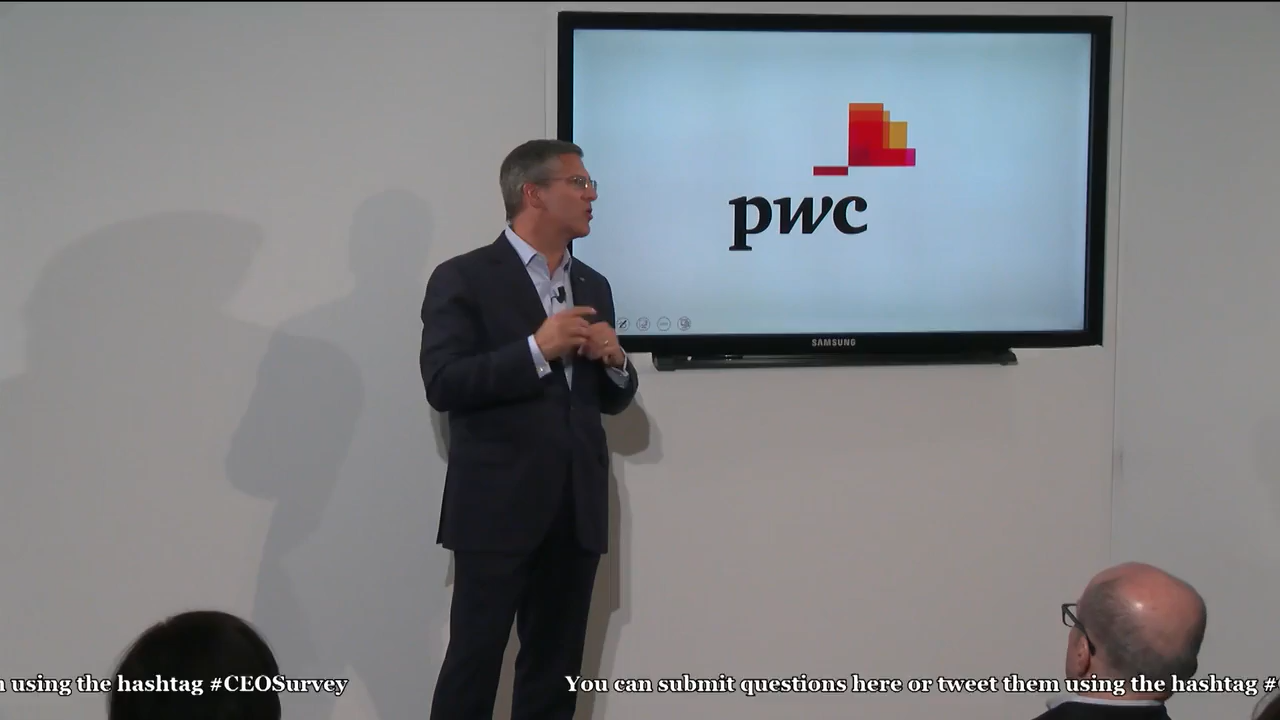 pwc
SAMSUNG
using the hashtag #CEOSurvey
You can submit questions here or tweet them using the hashtag #